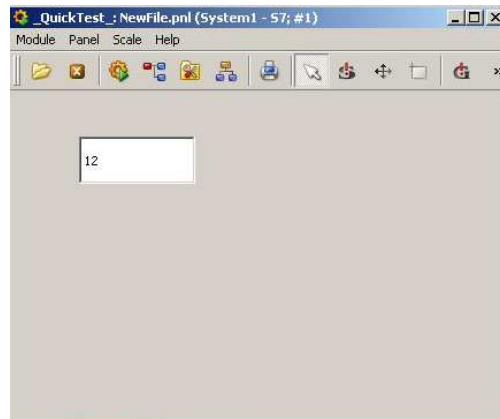 _QuickTest_: NewFile.pnl (System1 - S7; #1)
Module Panel Scale Help
12